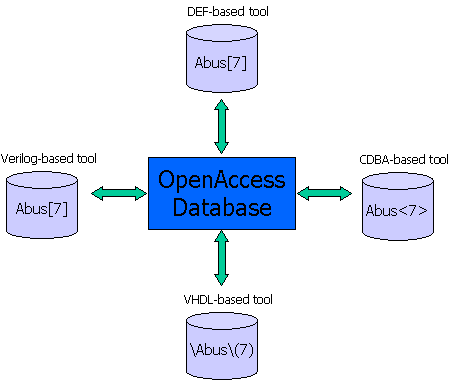 DEF-based tool
Abus[7]
Verilog-based tool
Abus[7]
OpenAccess
Database
CDBA-based tool
Abus<7>
VHDL-based tool
\Abus\(7)